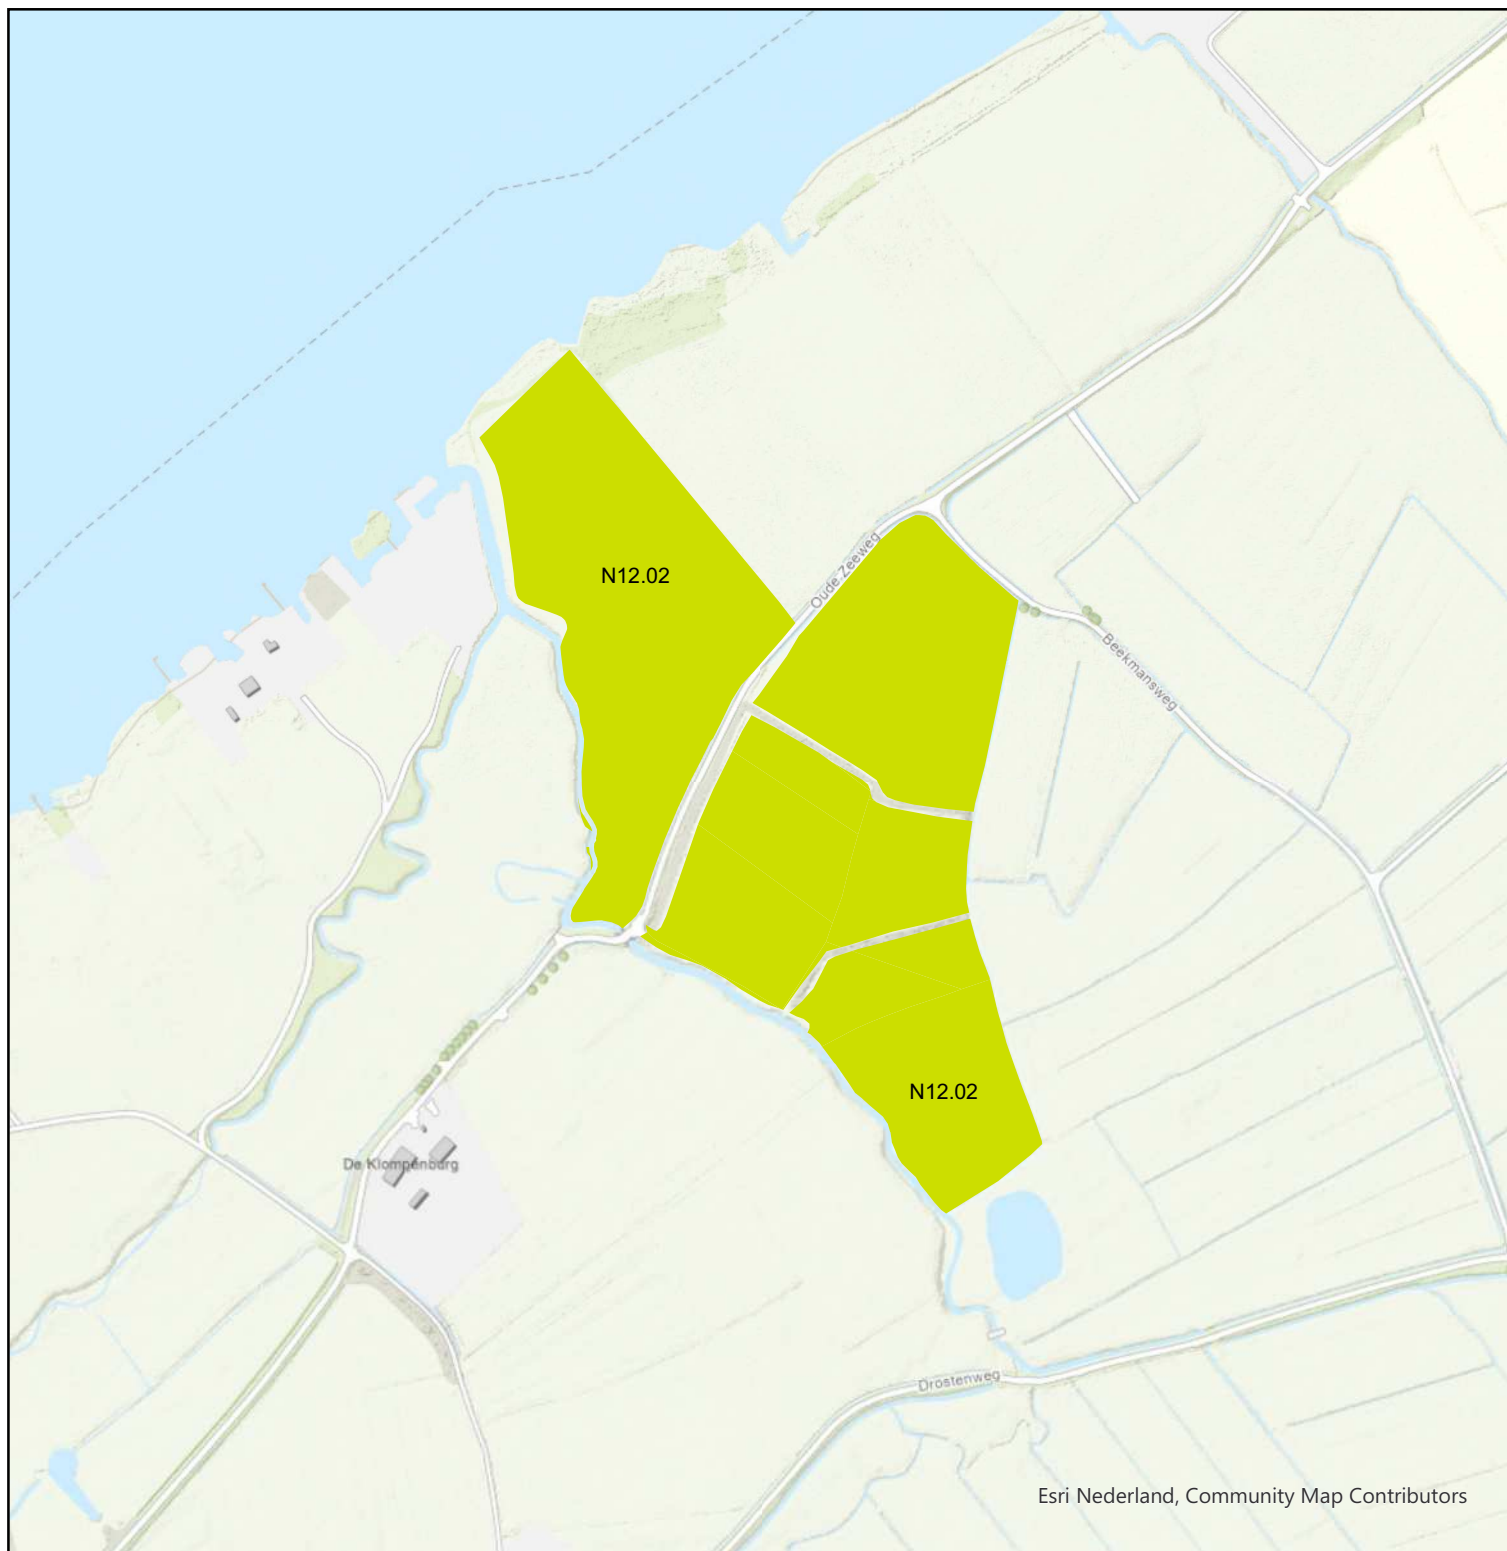 N12.02
Oude Zeeweg
Beekmansweg
N12.02
De Klompenburg
Drostenweg
Esri Nederland, Community Map Contributors